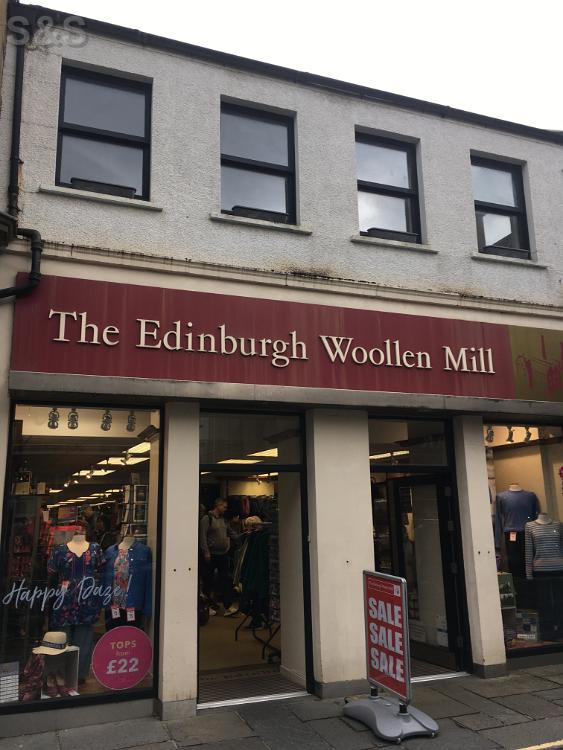 S&S
The Edinburgh Woollen Mill
Happy Daze!
TOPS
from
£22
SALE
SALE
SALE